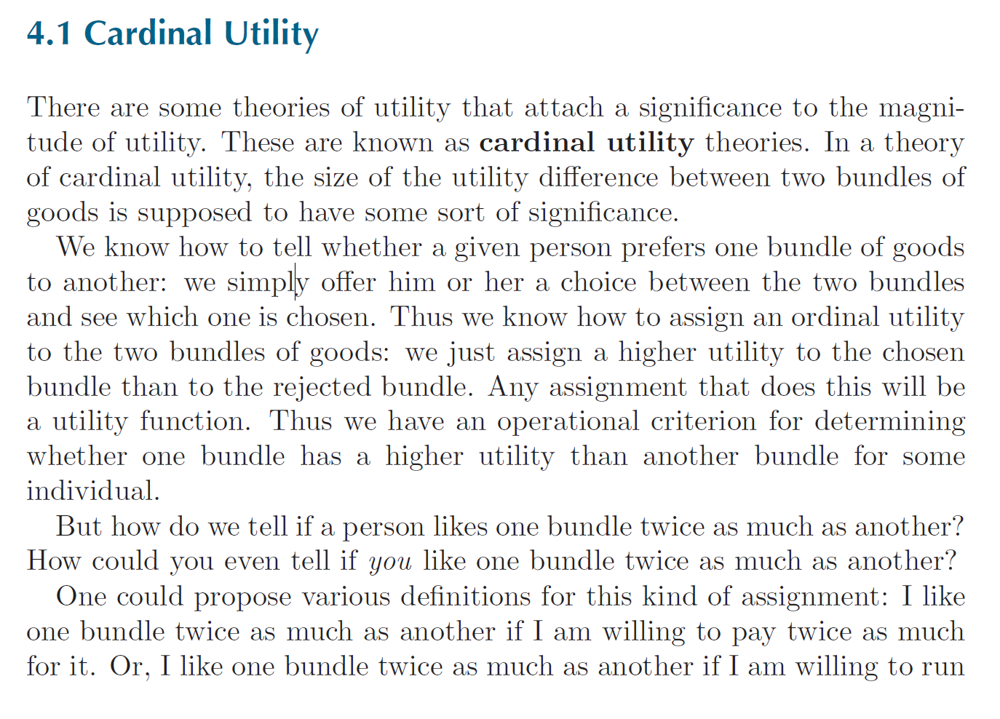 4.1 Cardinal Utility
There are some theories of utility that attach a significance to the magni-
tude of utility. These are known as cardinal utility theories. In a theory
of cardinal utility, the size of the utility difference between two bundles of
goods is supposed to have some sort of significance.
We know how to tell whether a given person prefers one bundle of goods
to another: we simply offer him or her a choice between the two bundles
and see which one is chosen. Thus we know how to assign an ordinal utility
to the two bundles of goods: we just assign a higher utility to the chosen
bundle than to the rejected bundle. Any assignment that does this will be
a utility function. Thus we have an operational criterion for determining
whether one bundle has a higher utility than another bundle for some
individual.
But how do we tell if a person likes one bundle twice as much as another?
How could you even tell if you like one bundle twice as much as another?
One could propose various definitions for this kind of assignment: I like
one bundle twice as much as another if I am willing to pay twice as much
for it. Or, I like one bundle twice as much as another if I am willing to run